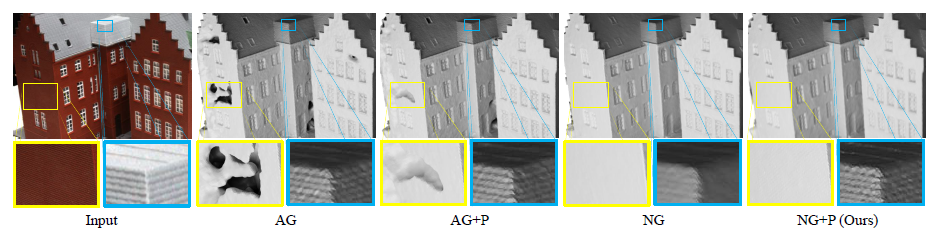 Input AG AG+P NG NG+P (Ours)